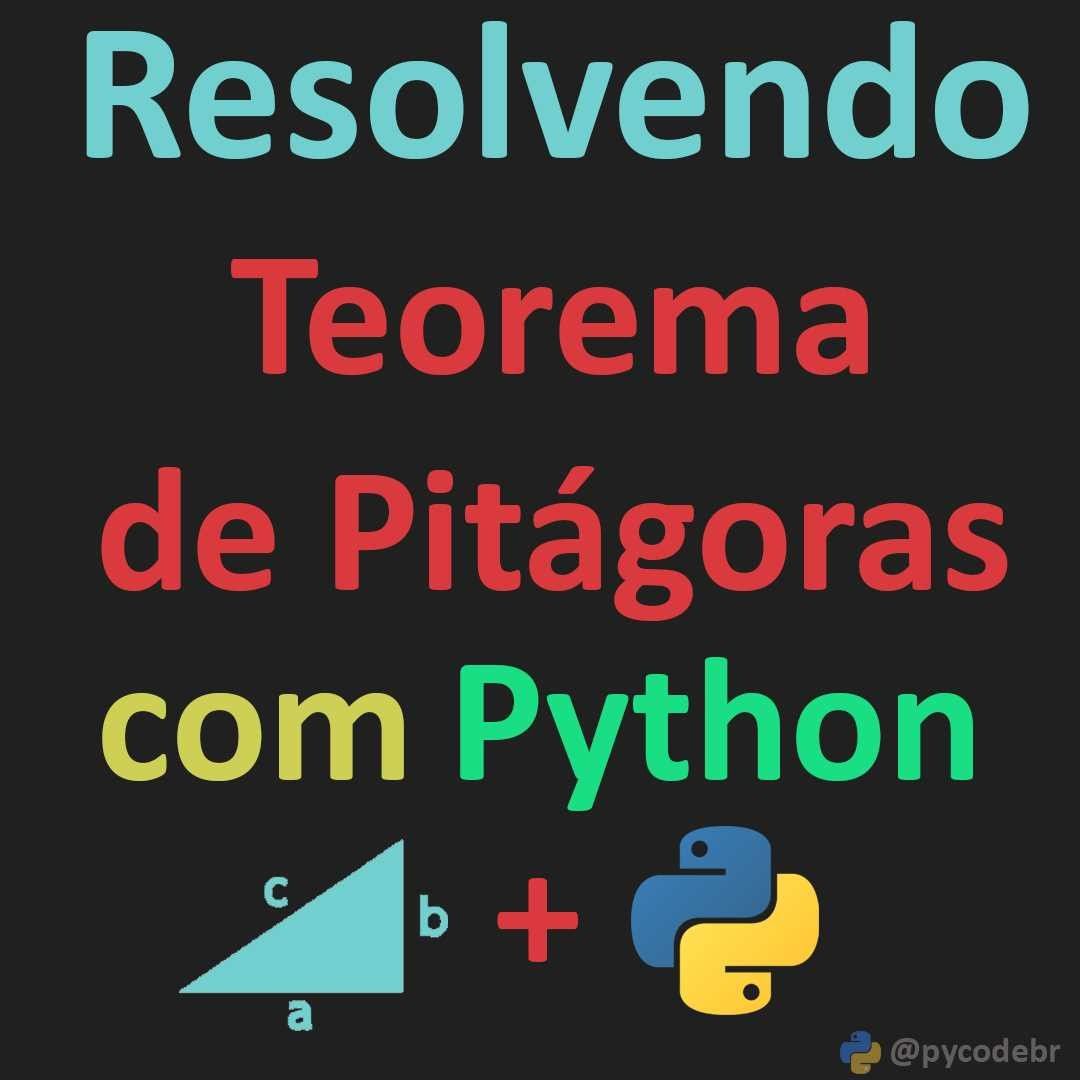 Resolvendo
Teorema
de Pitágoras
com Python
c
b
+
a
@pycodebr